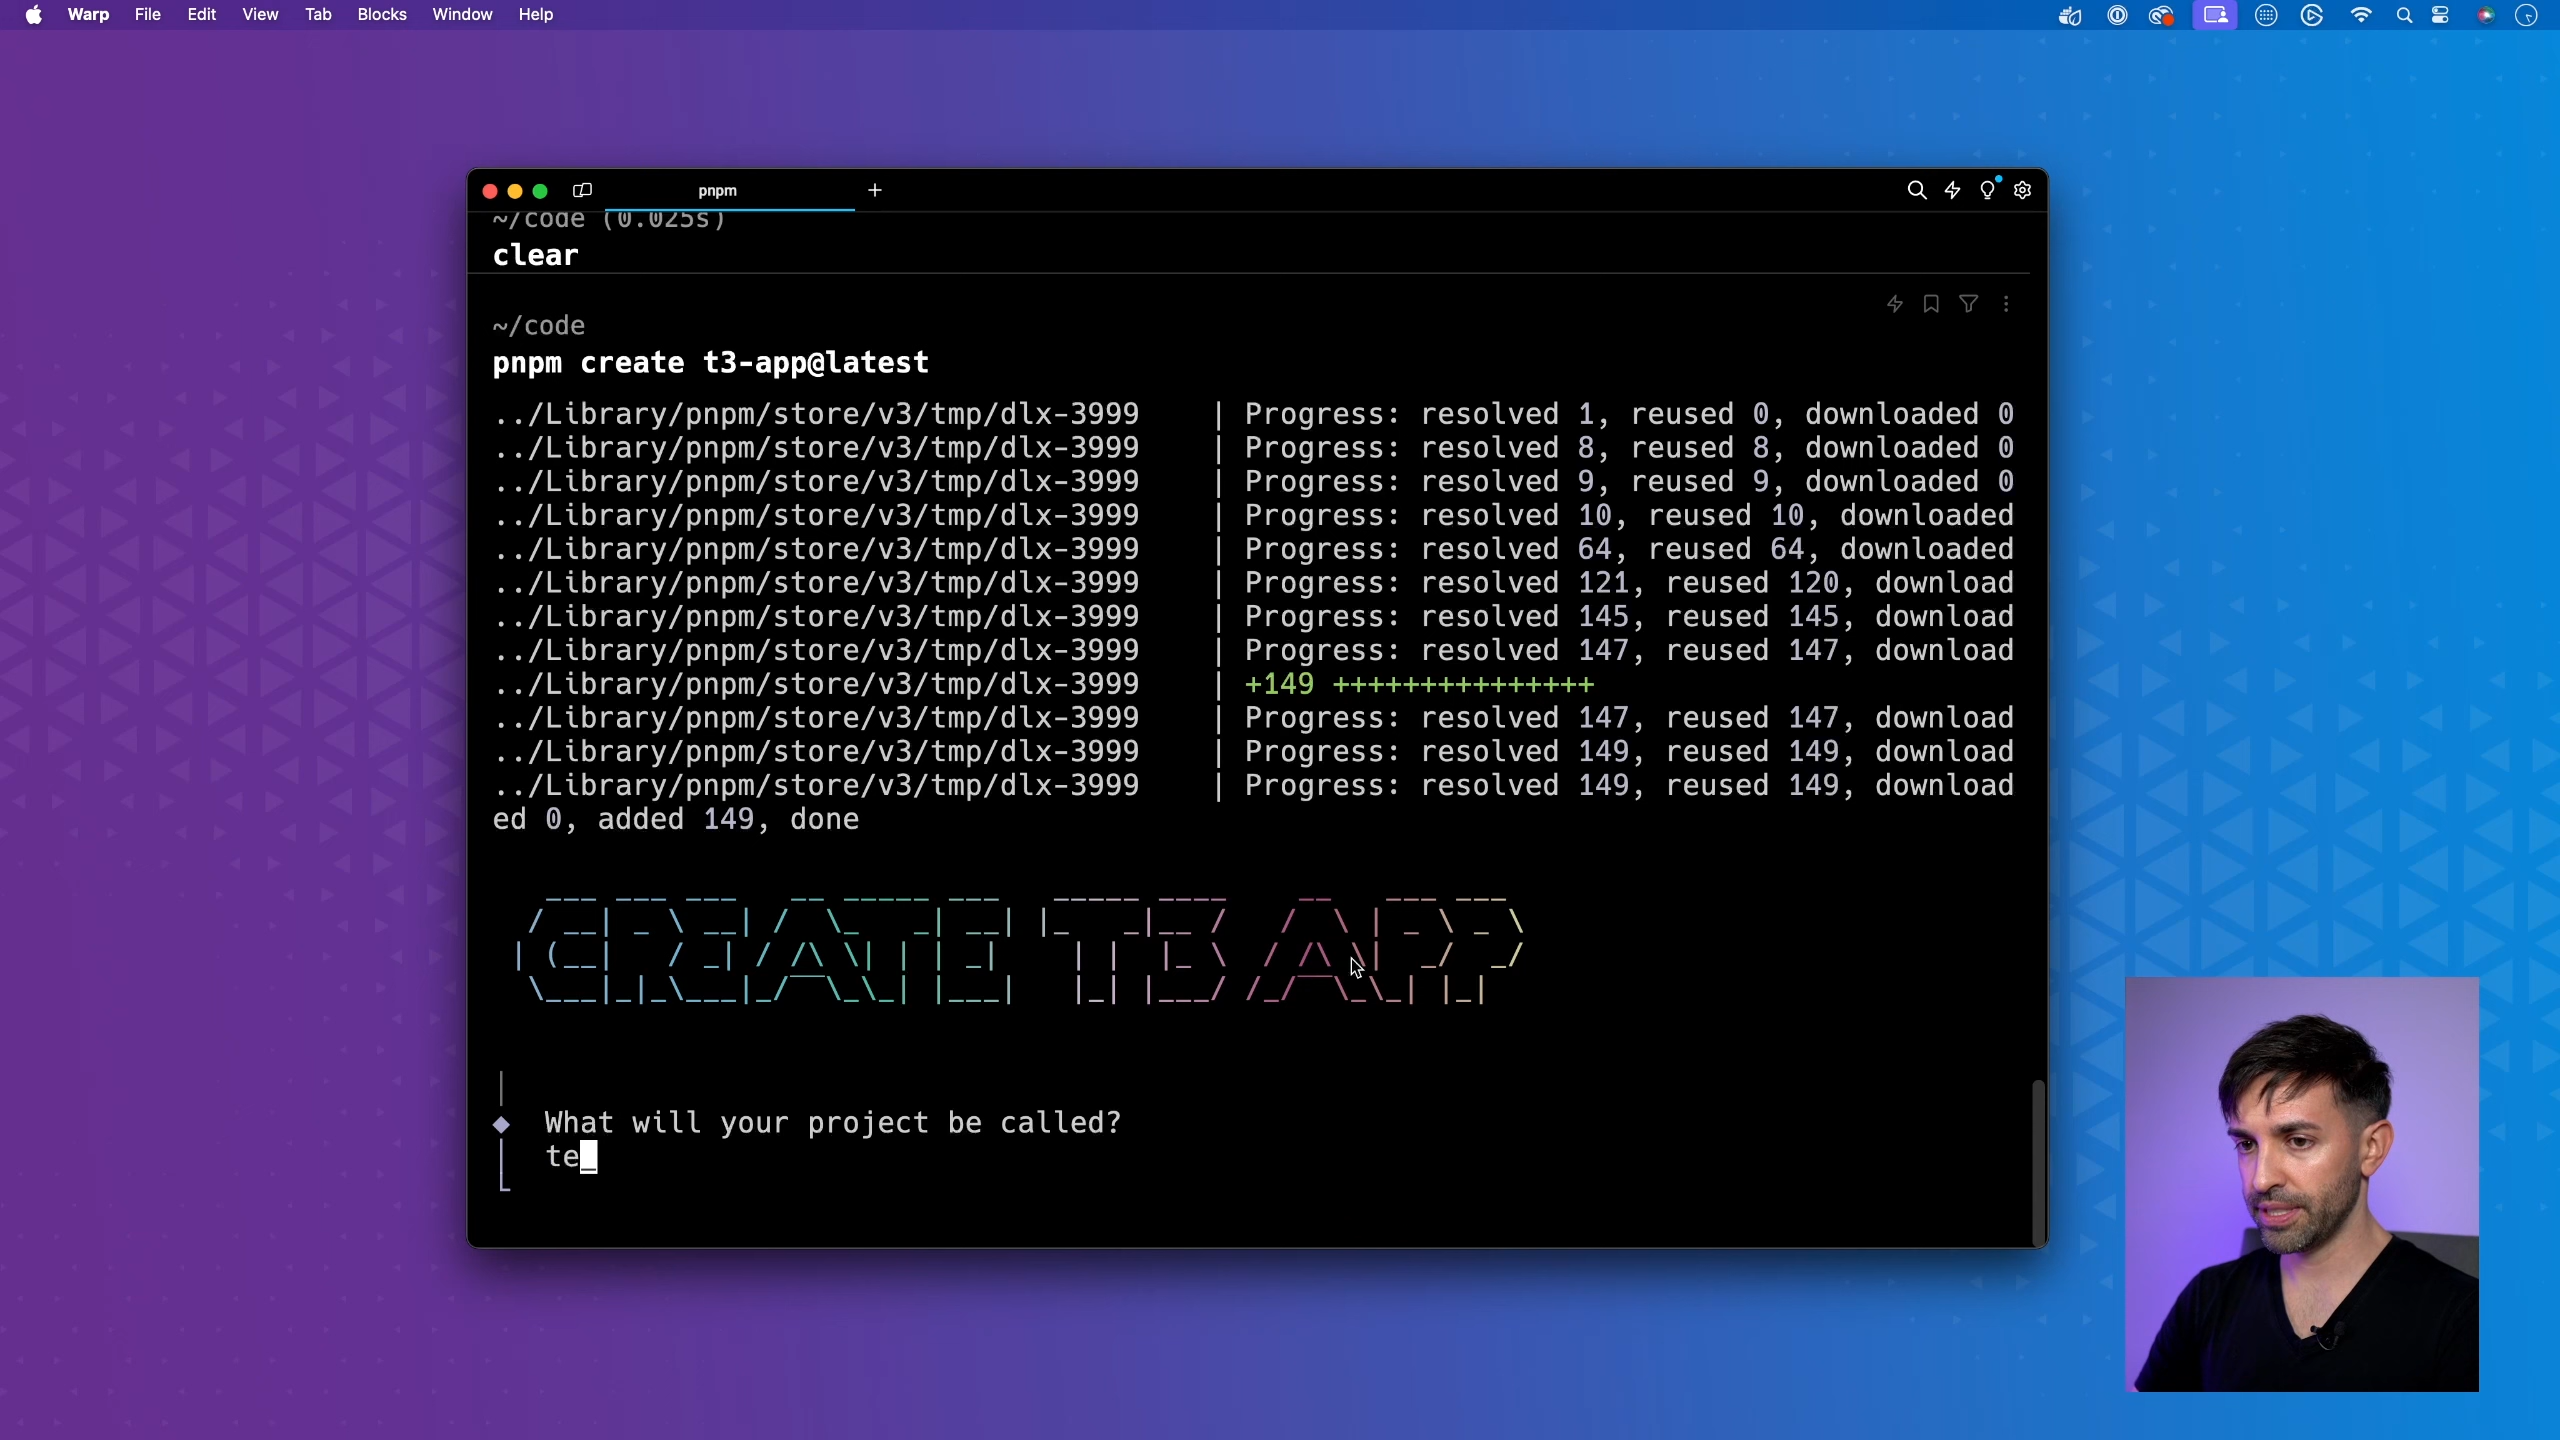 Warp File Edit View Tab Blocks Window Help
pnpm
~/code (0.025s)
clear
~/code
pnpm create t3-app@latest
../Library/pnpm/store/v3/tmp/dlx-3999 | Progress: resolved 1, reused 0, downloaded 0
../Library/pnpm/store/v3/tmp/dlx-3999 | Progress: resolved 8, reused 8, downloaded 0
../Library/pnpm/store/v3/tmp/dlx-3999 | Progress: resolved 9, reused 9, downloaded 0
../Library/pnpm/store/v3/tmp/dlx-3999 | Progress: resolved 10, reused 10, downloaded
../Library/pnpm/store/v3/tmp/dlx-3999 | Progress: resolved 64, reused 64, downloaded
../Library/pnpm/store/v3/tmp/dlx-3999 | Progress: resolved 121, reused 120, download
../Library/pnpm/store/v3/tmp/dlx-3999 | Progress: resolved 145, reused 145, download
../Library/pnpm/store/v3/tmp/dlx-3999 | Progress: resolved 147, reused 147, download
../Library/pnpm/store/v3/tmp/dlx-3999 | +149 +++++++++++++++
../Library/pnpm/store/v3/tmp/dlx-3999 | Progress: resolved 147, reused 147, download
../Library/pnpm/store/v3/tmp/dlx-3999 | Progress: resolved 149, reused 149, download
../Library/pnpm/store/v3/tmp/dlx-3999 | Progress: resolved 149, reused 149, download
ed 0, added 149, done
CREATE T3 APP
What will your project be called?
te_